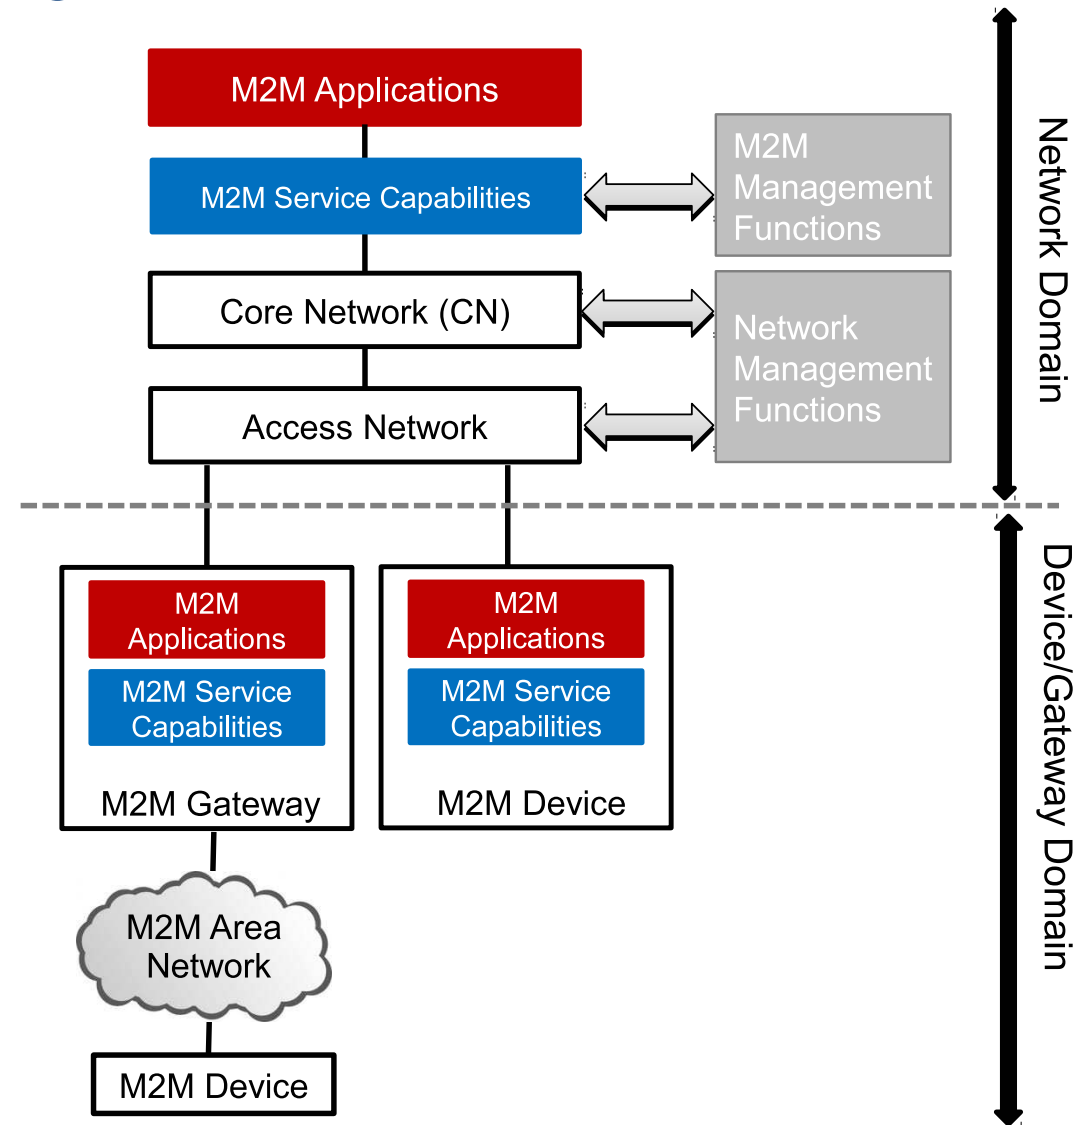 M2M Applications
M2M Service Capabilities
M2M
Management
Functions
Core Network (CN)
Network
Management
Functions
Access Network
Network Domain
M2M
Applications
M2M Service
Capabilities
M2M Gateway
M2M
Applications
M2M Service
Capabilities
M2M Device
M2M Area
Network
M2M Device
Device/Gateway Domain